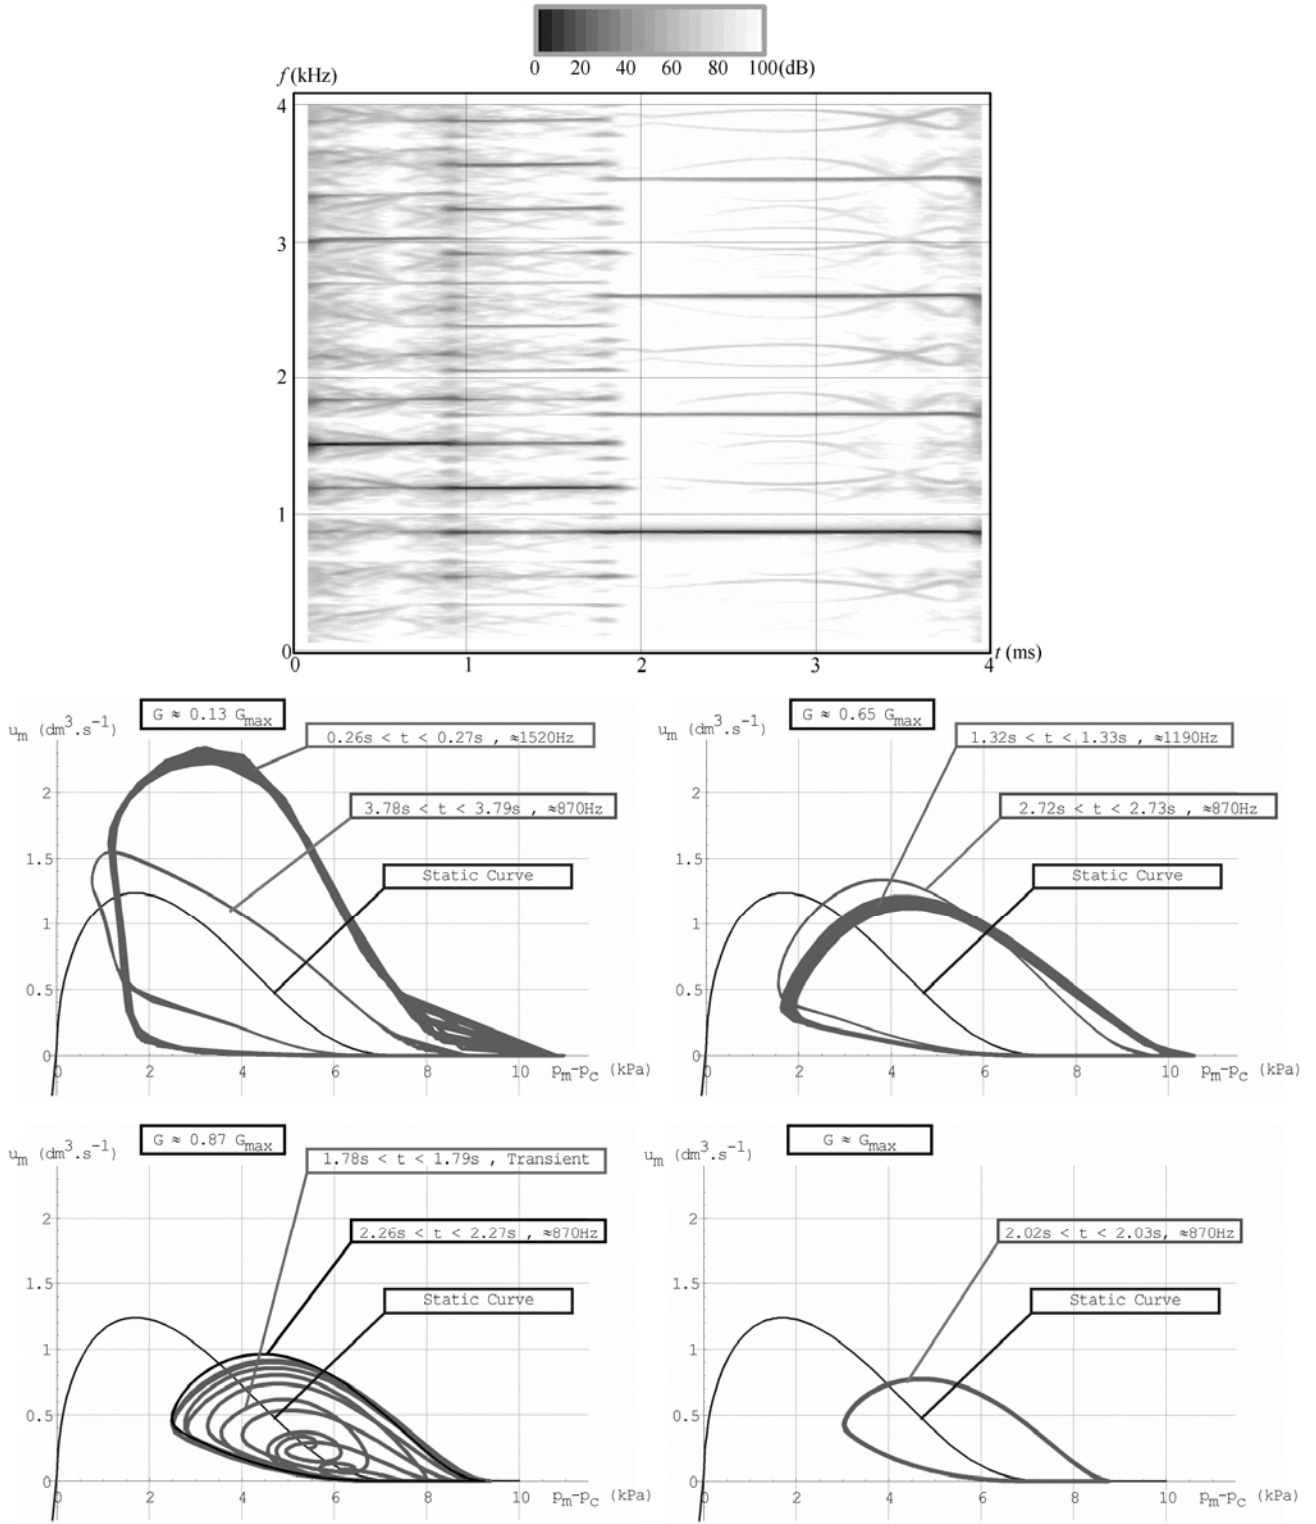 0 20 40 60 80 100(dB)
f (kHz)
4
3
2
1
0
0 1 2 3 4 t (ms)
G ≈ 0.13 Gmax
um (dm³.s⁻¹)
0.26s < t < 0.27s , ≈1520Hz
3.78s < t < 3.79s , ≈870Hz
Static Curve
2
1.5
1
0.5
0
0 2 4 6 8 10 pm-pc (kPa)
G ≈ 0.65 Gmax
um (dm³.s⁻¹)
1.32s < t < 1.33s , ≈1190Hz
2.72s < t < 2.73s , ≈870Hz
Static Curve
2
1.5
1
0.5
0
0 2 4 6 8 10 pm-pc (kPa)
G ≈ 0.87 Gmax
um (dm³.s⁻¹)
1.78s < t < 1.79s , Transient
2.26s < t < 2.27s , ≈870Hz
Static Curve
2
1.5
1
0.5
0
0 2 4 6 8 10 pm-pc (kPa)
G ≈ Gmax
um (dm³.s⁻¹)
2.02s < t < 2.03s, ≈870Hz
Static Curve
2
1.5
1
0.5
0
0 2 4 6 8 10 pm-pc (kPa)